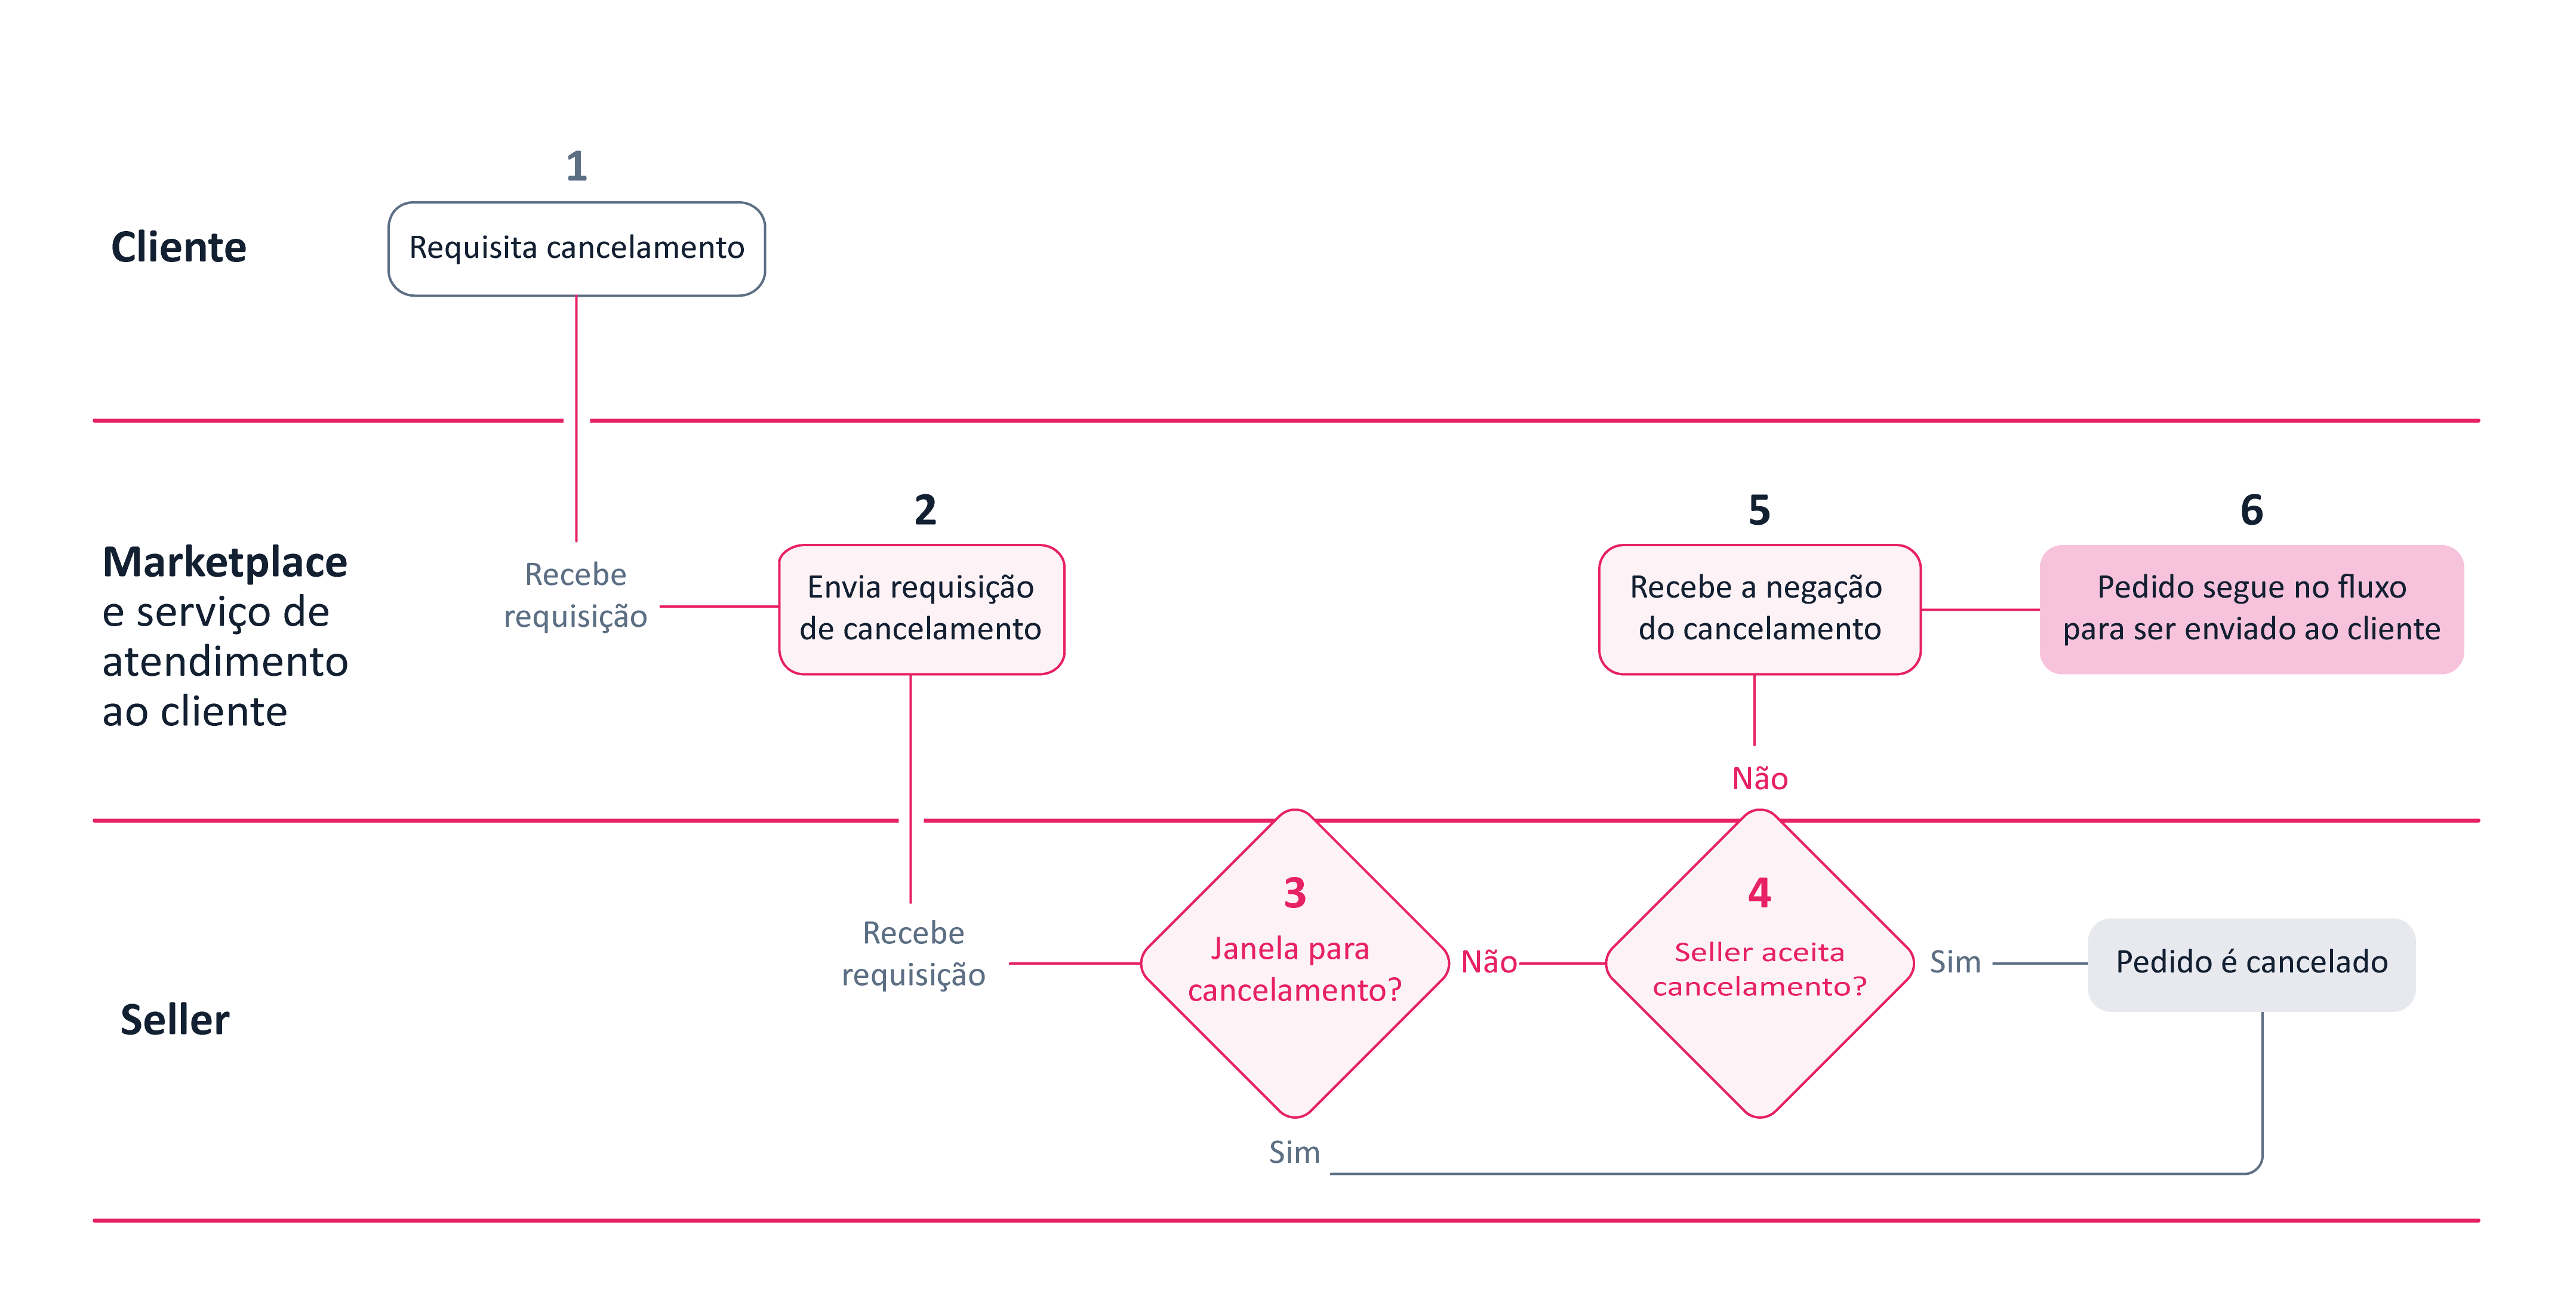 1
Cliente
Requisita cancelamento
2
5
6
Marketplace
e serviço de
atendimento
ao cliente
Recebe
requisição
Envia requisição
de cancelamento
Recebe a negação
do cancelamento
Pedido segue no fluxo
para ser enviado ao cliente
Não
Seller
Recebe
requisição
3
Janela para
cancelamento?
Não
4
Seller aceita
cancelamento?
Sim
Pedido é cancelado
Sim